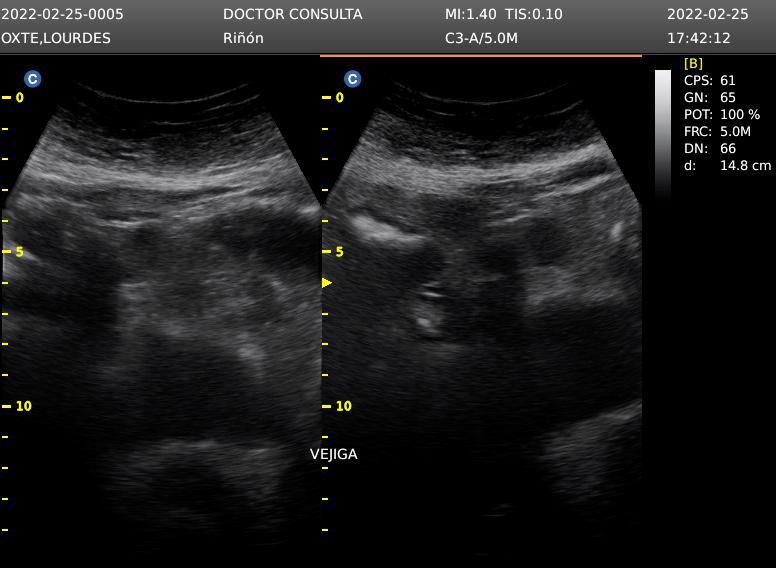 2022-02-25-0005 DOCTOR CONSULTA MI:1.40 TIS:0.10 2022-02-25
OXTE,LOURDES Riñón C3-A/5.0M 17:42:12
C C
[B]
CPS: 61
GN: 65
POT: 100 %
FRC: 5.0M
DN: 66
d: 14.8 cm
0 0
5 5
10 10
VEJIGA